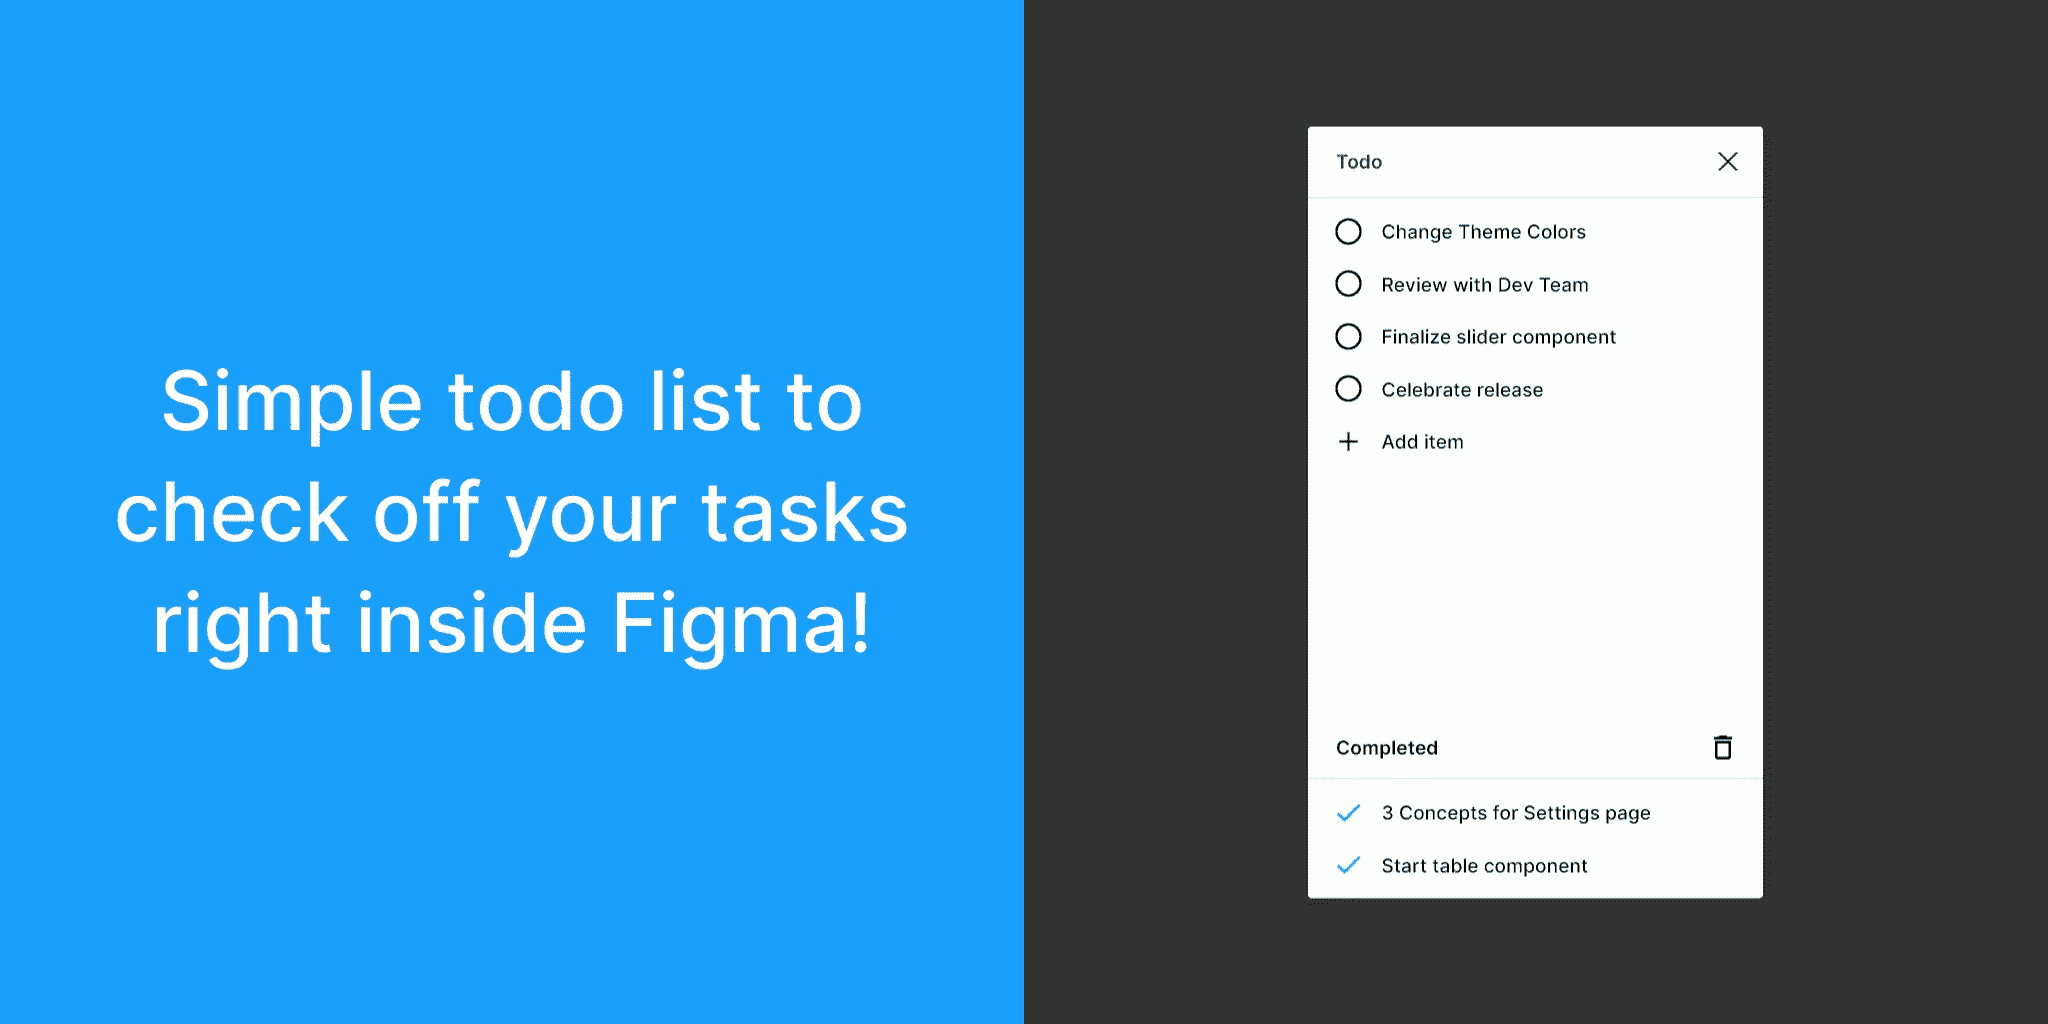 Simple todo list to
check off your tasks
right inside Figma!
Todo
Change Theme Colors
Review with Dev Team
Finalize slider component
Celebrate release
Add item
Completed
3 Concepts for Settings page
Start table component